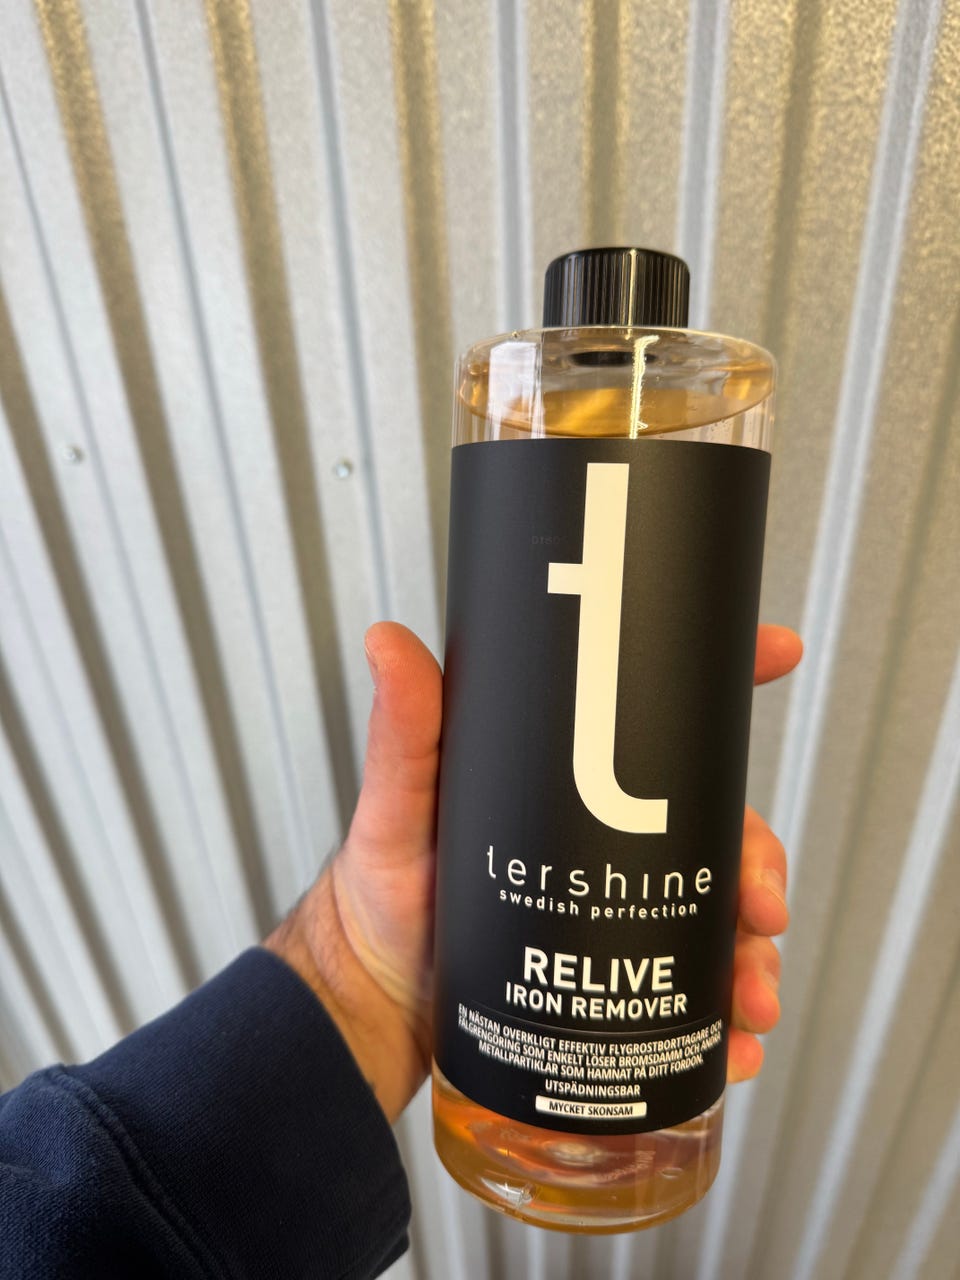 t
tershine
swedish perfection
RELIVE
IRON REMOVER
EN NÄSTAN OVERKLIGT EFFEKTIV FLYGROSTBORTTAGARE OCH
FÄLGRENGÖRING SOM ENKELT LÖSER BROMSDAMM OCH ANDRA
METALLPARTIKLAR SOM HAMNAT PÅ DITT FORDON.
UTSPÄDNINGSBAR
MYCKET SKONSAM